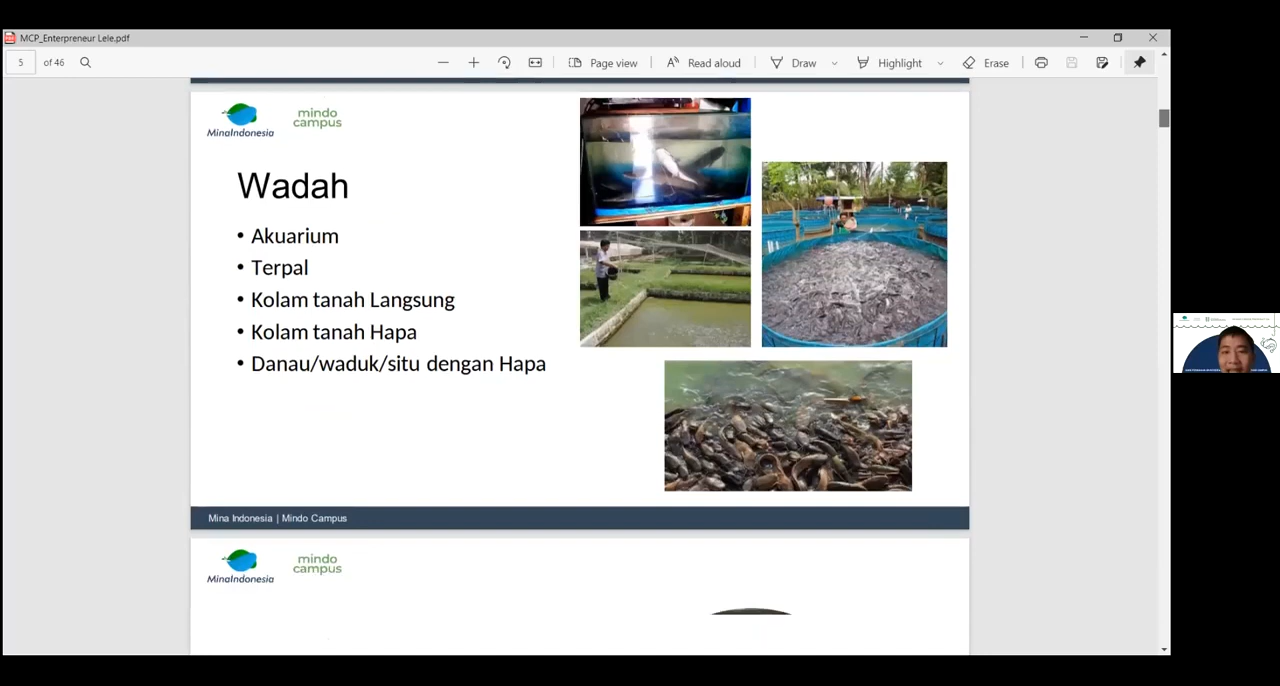 MCP_Enterpreneur Lele.pdf
5 of 46
Page view
Read aloud
Draw
Highlight
Erase
MinaIndonesia
mindo
campus
Wadah
• Akuarium
• Terpal
• Kolam tanah Langsung
• Kolam tanah Hapa
• Danau/waduk/situ dengan Hapa
Mina Indonesia | Mindo Campus
MinaIndonesia
mindo
campus